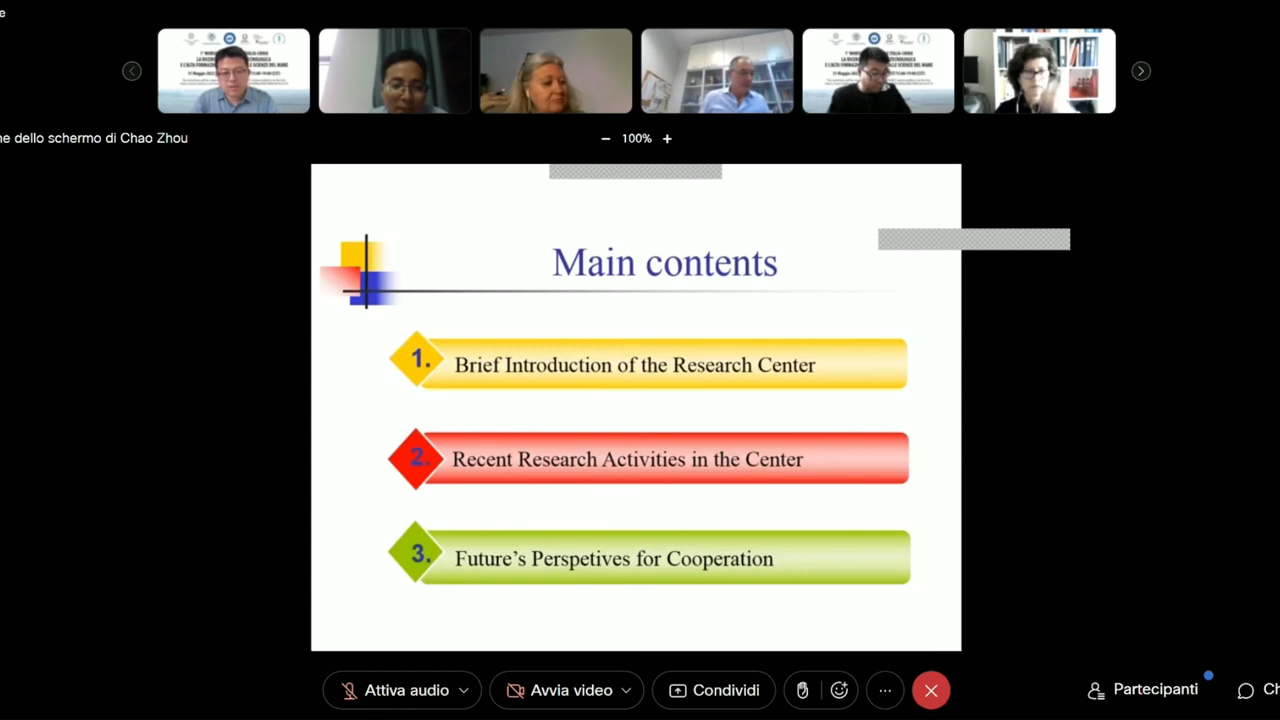 e
ne dello schermo di Chao Zhou
100%
Main contents
1. Brief Introduction of the Research Center
2. Recent Research Activities in the Center
3. Future's Perspetives for Cooperation
Attiva audio
Avvia video
Condividi
Partecipanti
Ch